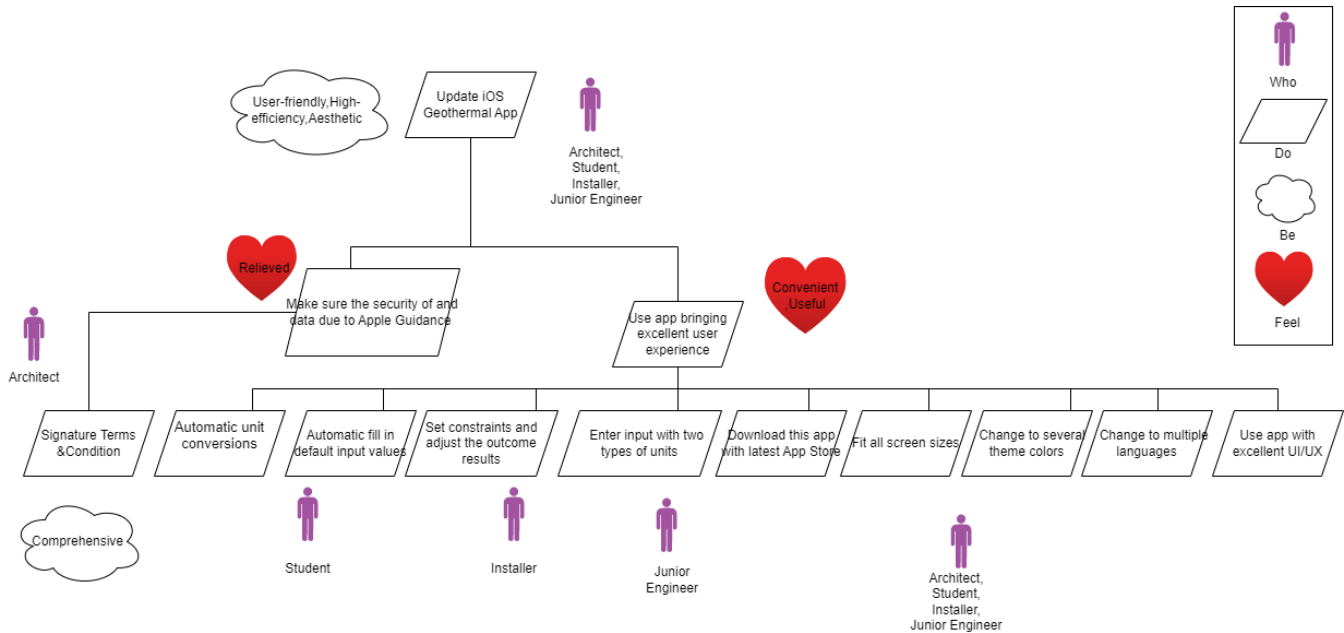 Who
Do
Be
Feel
User-friendly,High-
efficiency,Aesthetic
Update iOS
Geothermal App
Architect,
Student,
Installer,
Junior Engineer
Relieved
Make sure the security of and
data due to Apple Guidance
Convenient
,Useful
Use app bringing
excellent user
experience
Architect
Signature Terms
&Condition
Automatic unit
conversions
Automatic fill in
default input values
Set constraints and
adjust the outcome
results
Enter input with two
types of units
Download this app
with latest App Store
Fit all screen sizes
Change to several
theme colors
Change to multiple
languages
Use app with
excellent UI/UX
Comprehensive
Student
Installer
Junior
Engineer
Architect,
Student,
Installer,
Junior Engineer